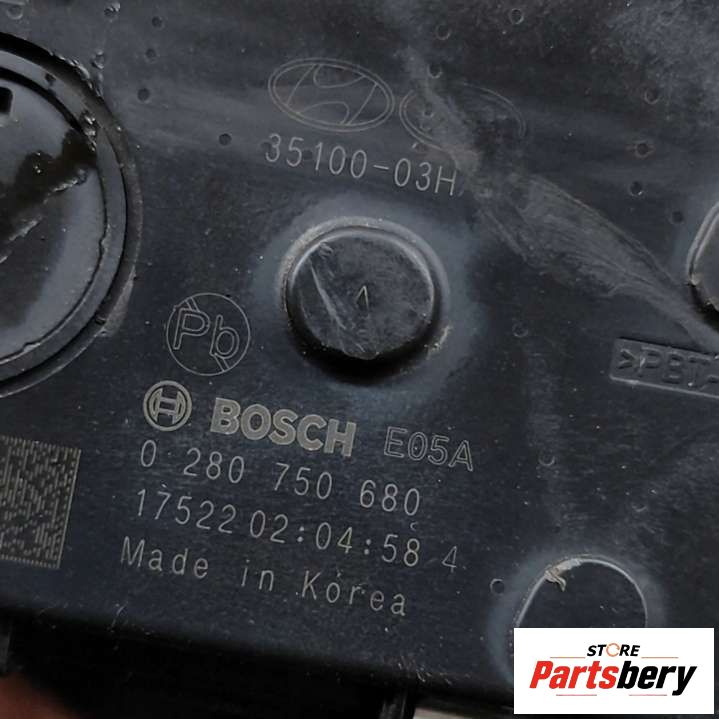 35100-03H
Pb
BOSCH E05A
0 280 750 680
17522 02:04:58 4
Made in Korea
>PBT-
STORE
Partsbery